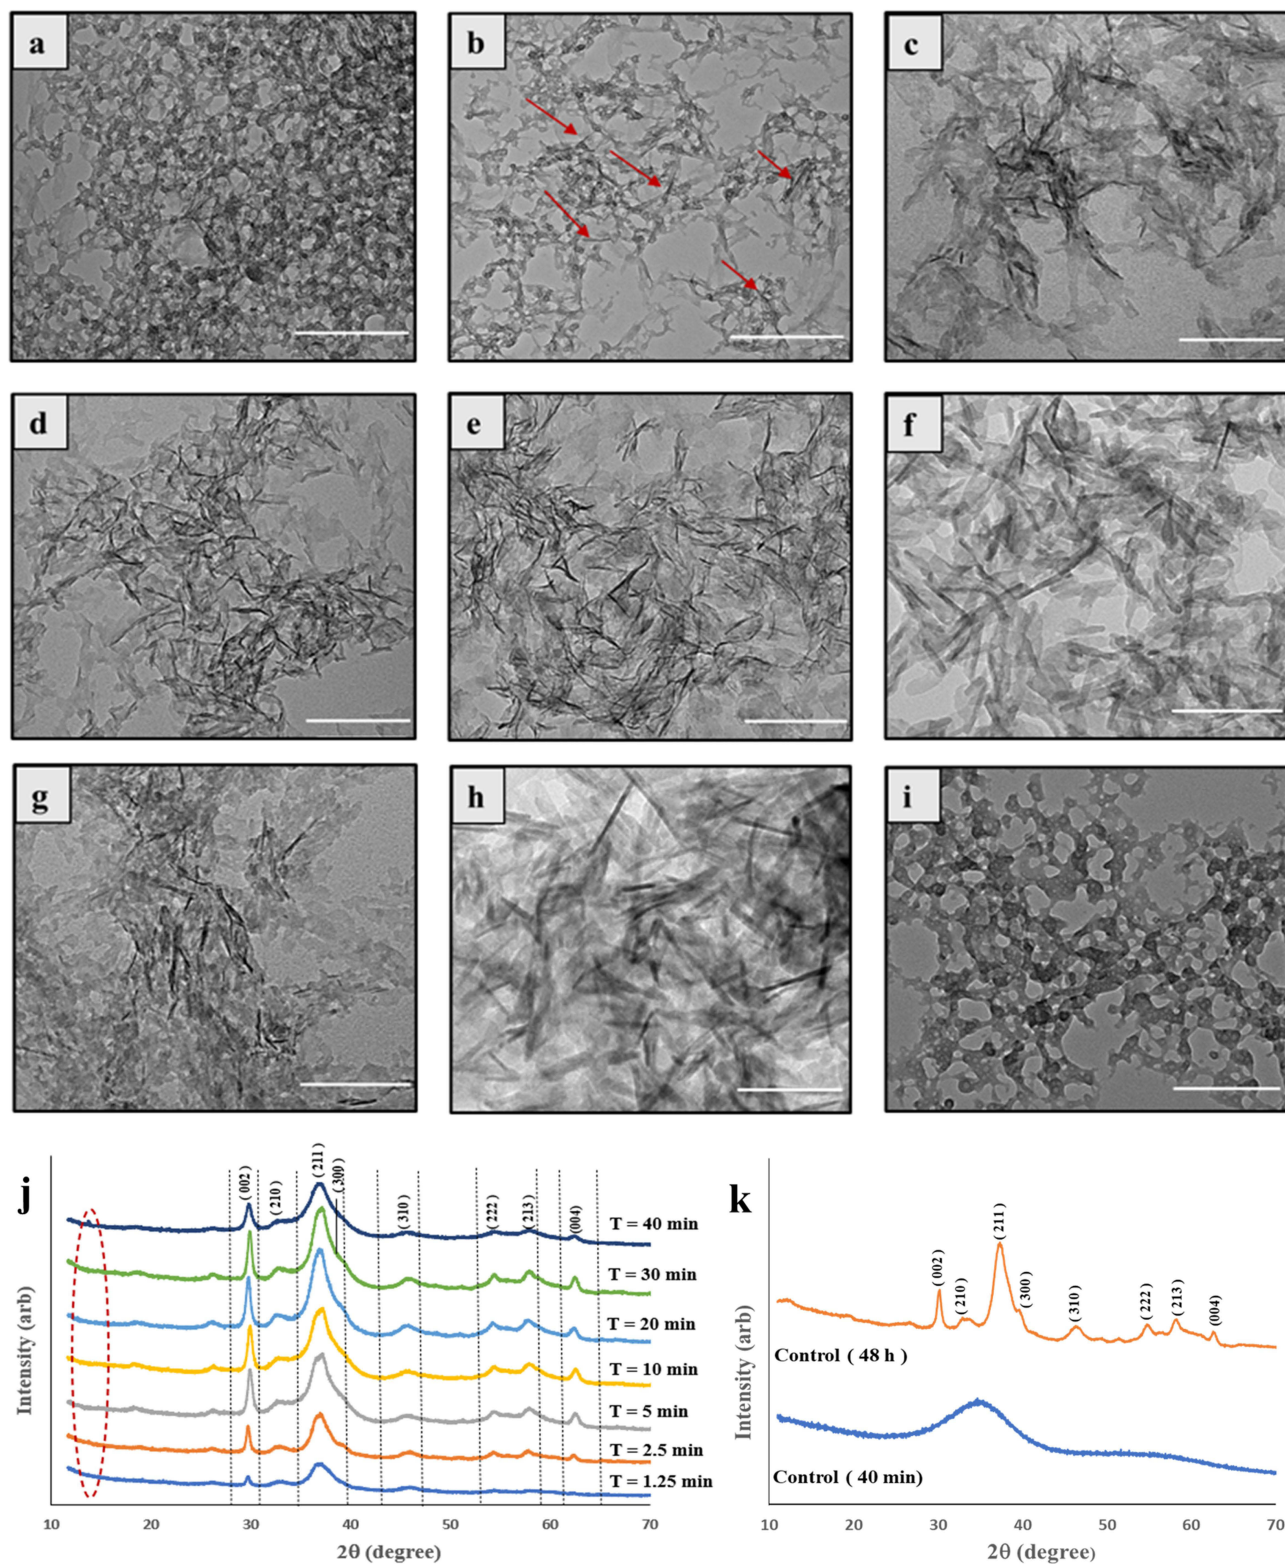 a
b
c
d
e
f
g
h
i
j
(002)
(210)
(211)
(300)
(310)
(222)
(213)
(004)
T = 40 min
T = 30 min
T = 20 min
T = 10 min
T = 5 min
T = 2.5 min
T = 1.25 min
Intensity (arb)
10 20 30 40 50 60 70
2θ (degree)
k
(002)
(210)
(211)
(300)
(310)
(222)
(213)
(004)
Control ( 48 h )
Control ( 40 min)
Intensity (arb)
10 20 30 40 50 60 70
2θ (degree)